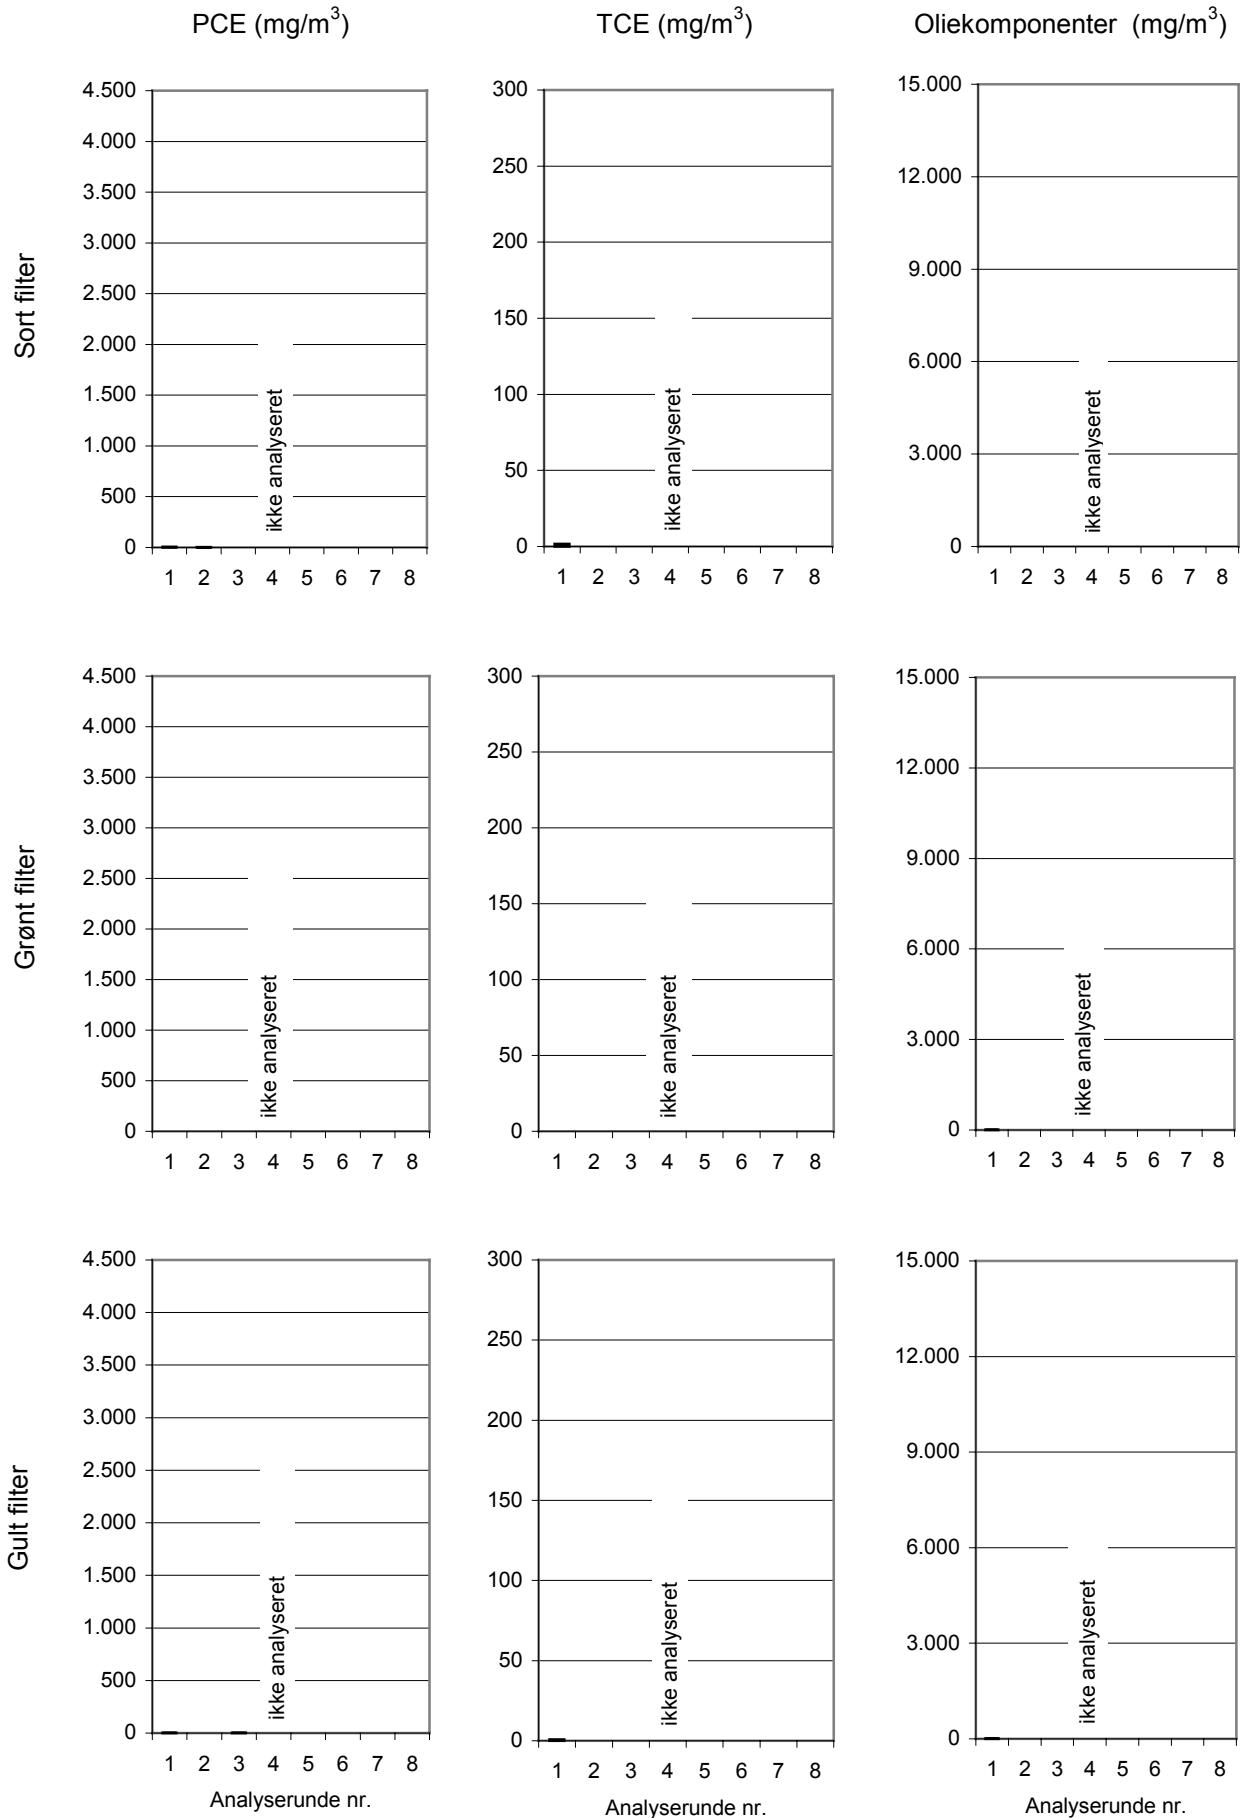 PCE (mg/m³) TCE (mg/m³) Oliekomponenter (mg/m³)
Sort filter
4.500
4.000
3.500
3.000
2.500
2.000
1.500
1.000
500
0
ikke analyseret
1 2 3 4 5 6 7 8
300
250
200
150
100
50
0
ikke analyseret
1 2 3 4 5 6 7 8
15.000
12.000
9.000
6.000
3.000
0
ikke analyseret
1 2 3 4 5 6 7 8
Grønt filter
4.500
4.000
3.500
3.000
2.500
2.000
1.500
1.000
500
0
ikke analyseret
1 2 3 4 5 6 7 8
300
250
200
150
100
50
0
ikke analyseret
1 2 3 4 5 6 7 8
15.000
12.000
9.000
6.000
3.000
0
ikke analyseret
1 2 3 4 5 6 7 8
Gult filter
4.500
4.000
3.500
3.000
2.500
2.000
1.500
1.000
500
0
ikke analyseret
1 2 3 4 5 6 7 8
Analyserunde nr.
300
250
200
150
100
50
0
ikke analyseret
1 2 3 4 5 6 7 8
Analyserunde nr.
15.000
12.000
9.000
6.000
3.000
0
ikke analyseret
1 2 3 4 5 6 7 8
Analyserunde nr.